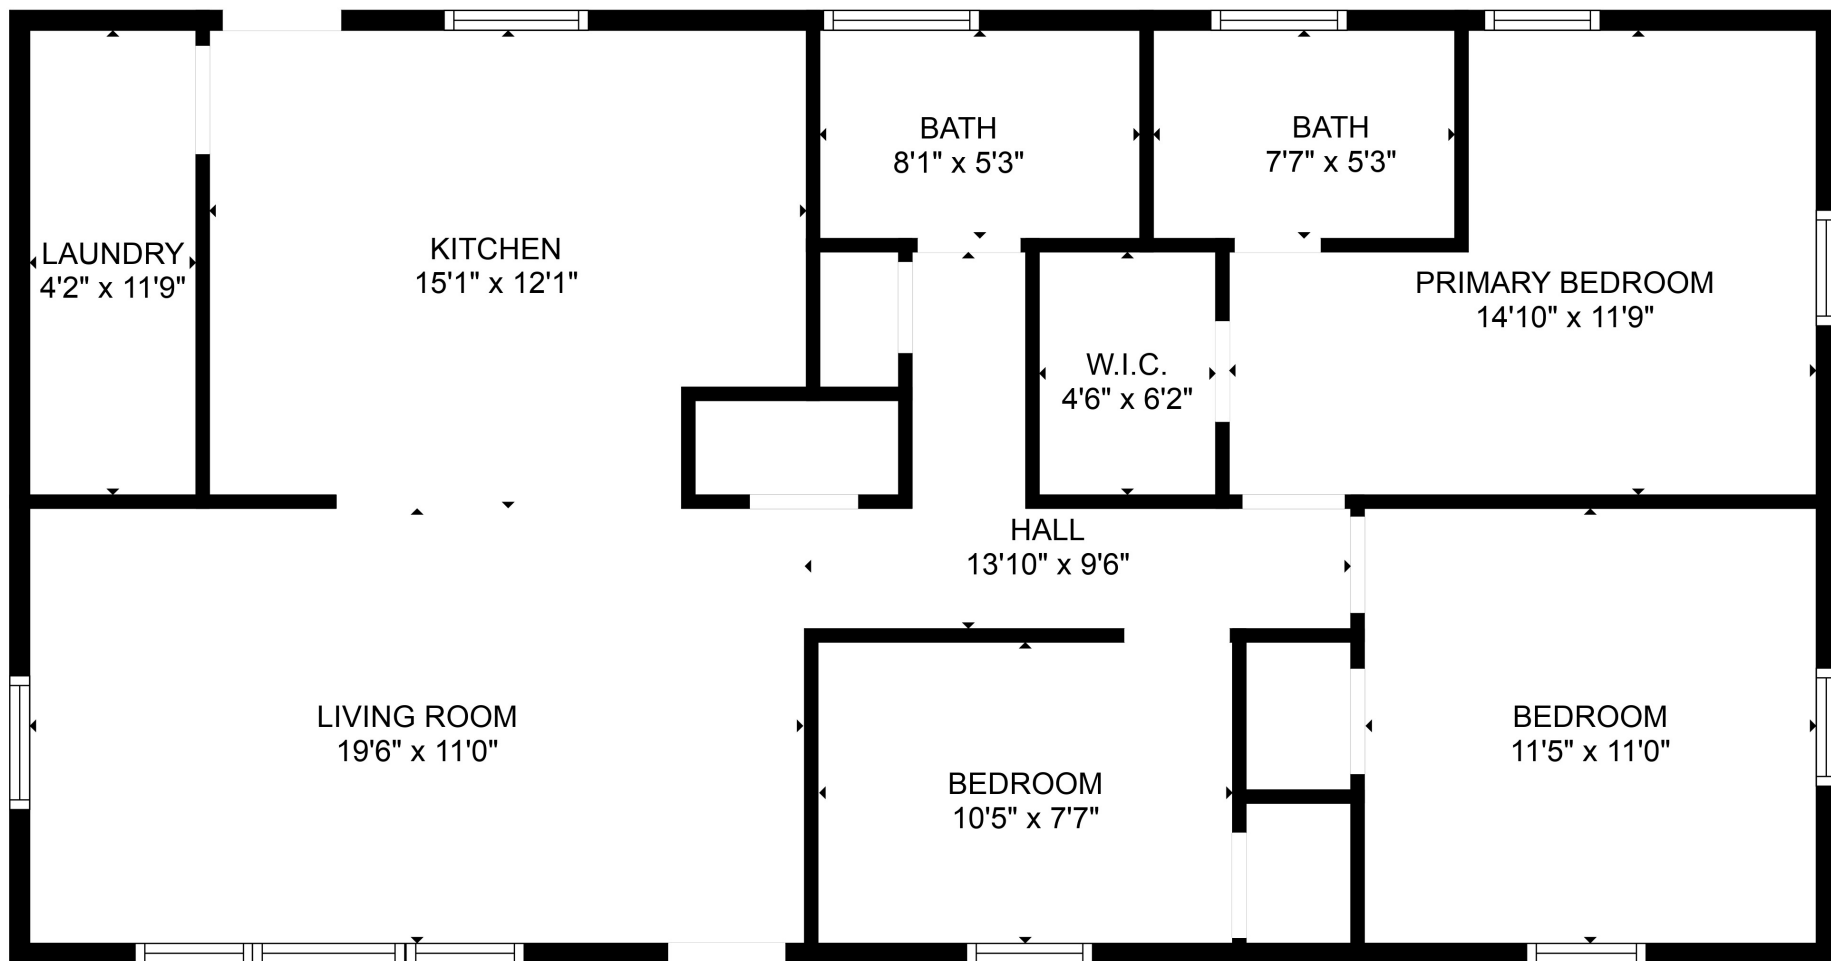 LAUNDRY
4'2" x 11'9"
KITCHEN
15'1" x 12'1"
BATH
8'1" x 5'3"
BATH
7'7" x 5'3"
PRIMARY BEDROOM
14'10" x 11'9"
W.I.C.
4'6" x 6'2"
HALL
13'10" x 9'6"
LIVING ROOM
19'6" x 11'0"
BEDROOM
10'5" x 7'7"
BEDROOM
11'5" x 11'0"